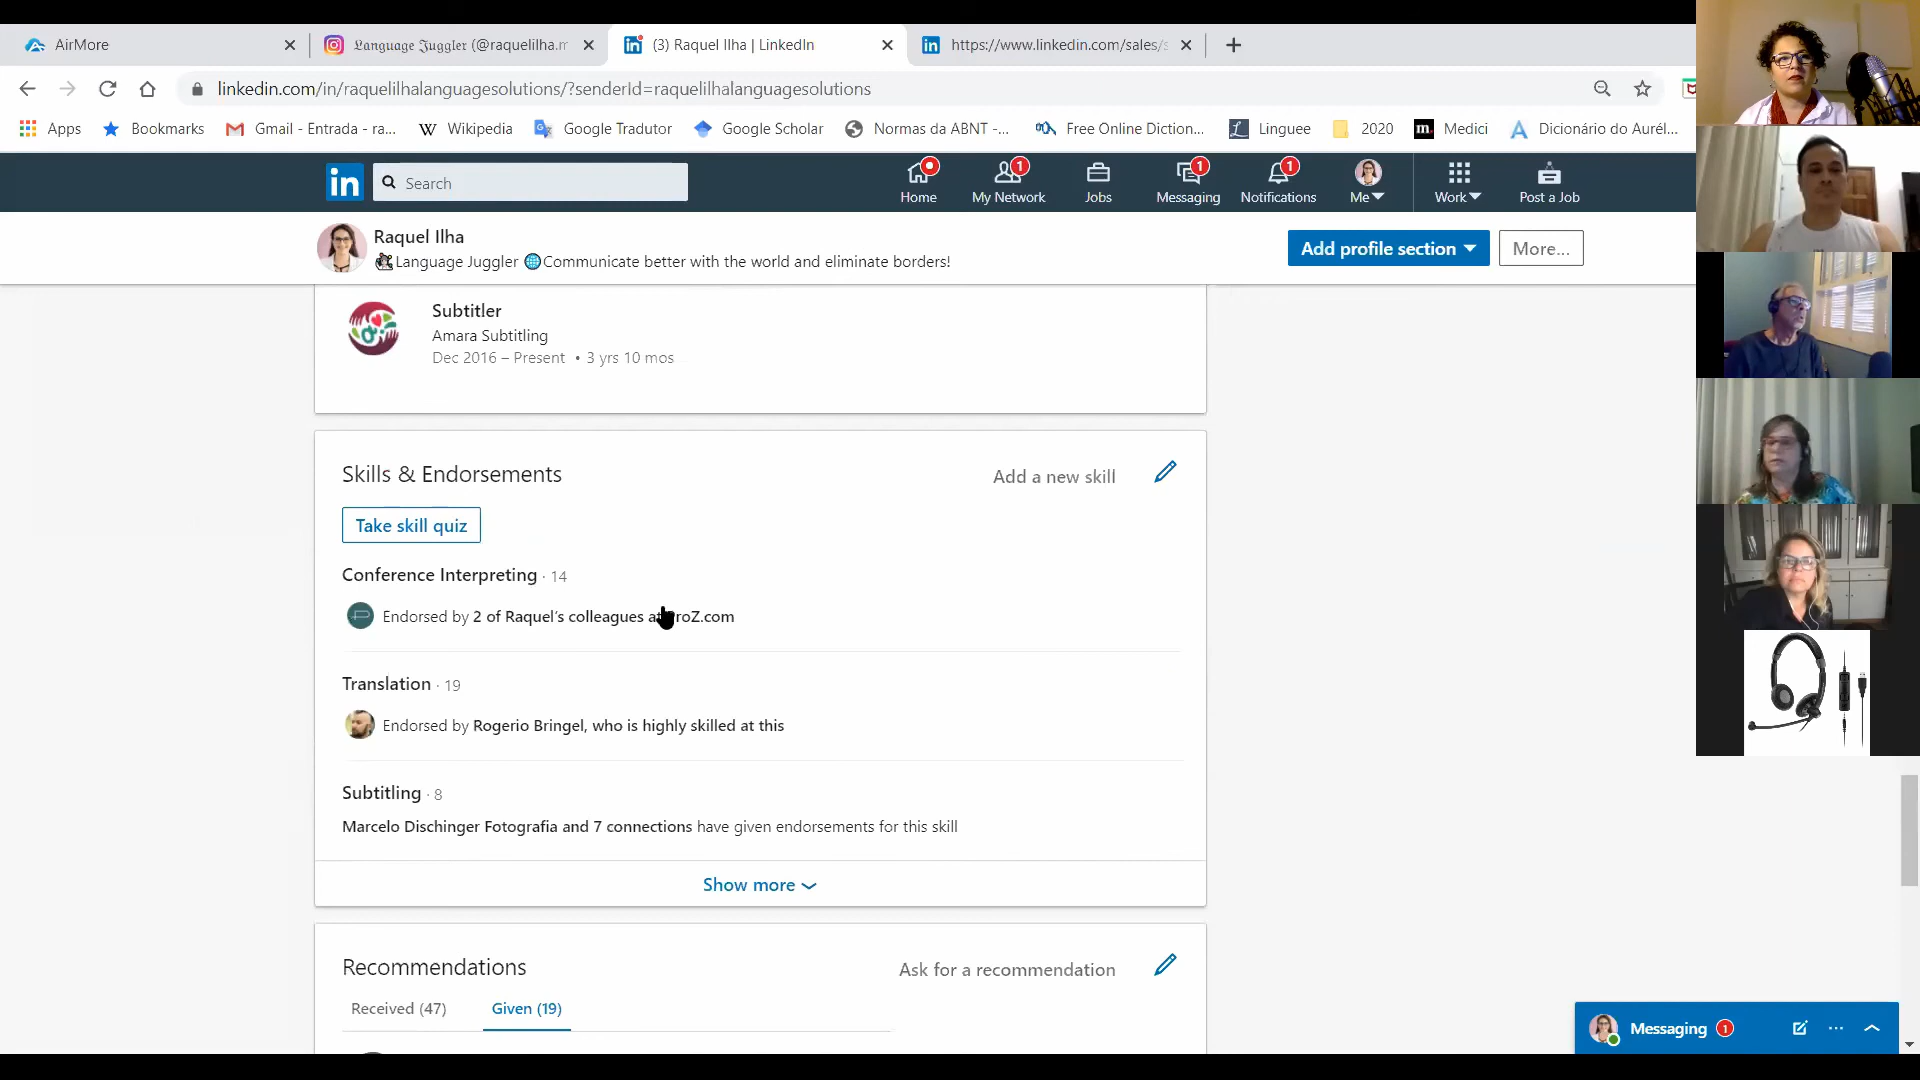 AirMore
𝔏𝔞𝔫𝔤𝔲𝔞𝔤𝔢 𝔍𝔲𝔤𝔤𝔩𝔢𝔯 (@raquelilha.m
(3) Raquel Ilha | LinkedIn
https://www.linkedin.com/sales/s
linkedin.com/in/raquelilhalanguagesolutions/?senderId=raquelilhalanguagesolutions
Apps
Bookmarks
Gmail - Entrada - ra...
Wikipedia
Google Tradutor
Google Scholar
Normas da ABNT -...
Free Online Diction...
Linguee
2020
Medici
Dicionário do Aurél...
in
Search
Home
1
My Network
Jobs
1
Messaging
1
Notifications
Me
Work
Post a Job
Raquel Ilha
Language Juggler 🌐Communicate better with the world and eliminate borders!
Add profile section
More...
Subtitler
Amara Subtitling
Dec 2016 – Present • 3 yrs 10 mos
Skills & Endorsements
Add a new skill
Take skill quiz
Conference Interpreting · 14
Endorsed by 2 of Raquel's colleagues at ProZ.com
Translation · 19
Endorsed by Rogerio Bringel, who is highly skilled at this
Subtitling · 8
Marcelo Dischinger Fotografia and 7 connections have given endorsements for this skill
Show more
Recommendations
Ask for a recommendation
Received (47)
Given (19)
Messaging 1